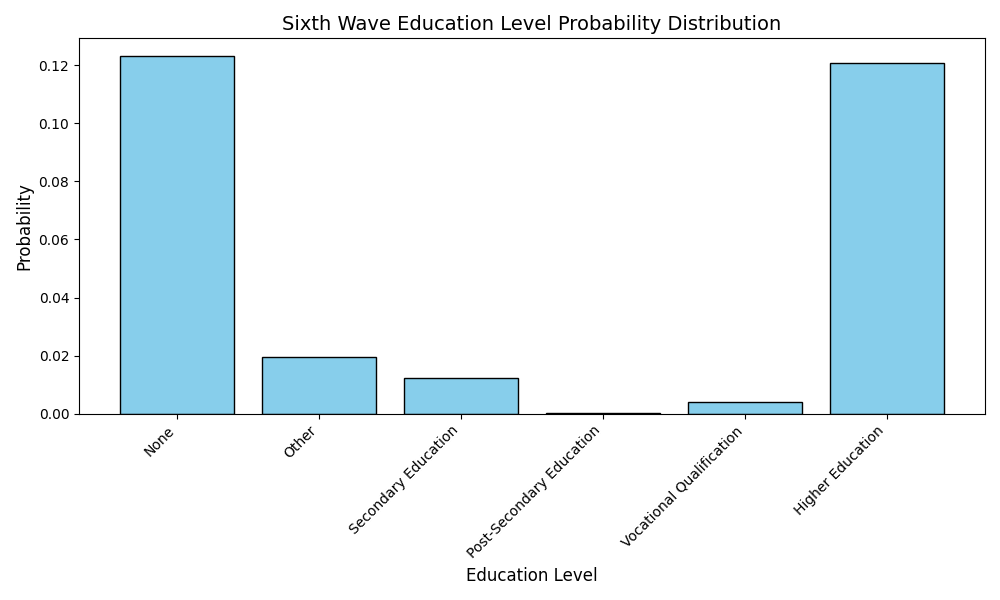 Sixth Wave Education Level Probability Distribution
Probability
0.12
0.10
0.08
0.06
0.04
0.02
0.00
None
Other
Secondary Education
Post-Secondary Education
Vocational Qualification
Higher Education
Education Level